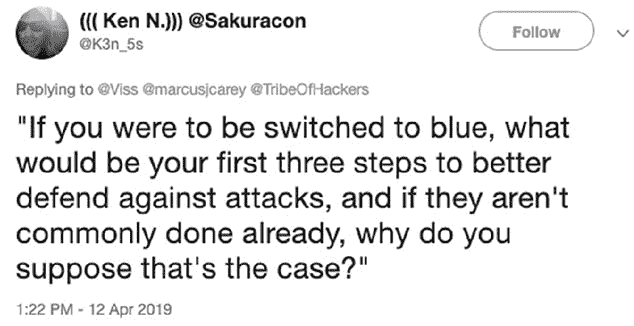 ((( Ken N.))) @Sakuracon
@K3n_5s
Follow
Replying to @Viss @marcusjcarey @TribeOfHackers
"If you were to be switched to blue, what
would be your first three steps to better
defend against attacks, and if they aren't
commonly done already, why do you
suppose that's the case?"
1:22 PM - 12 Apr 2019